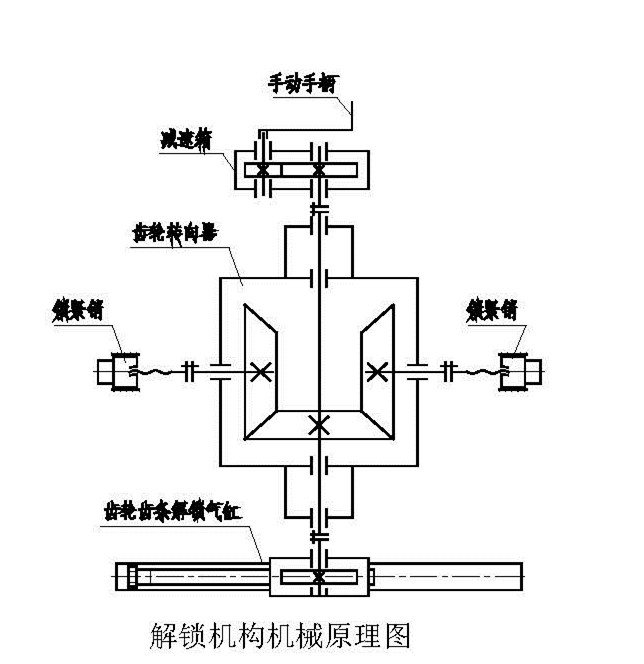 手动手柄
减速箱
齿轮转向器
锁紧销
锁紧销
齿轮齿条解锁气缸
解锁机构机械原理图